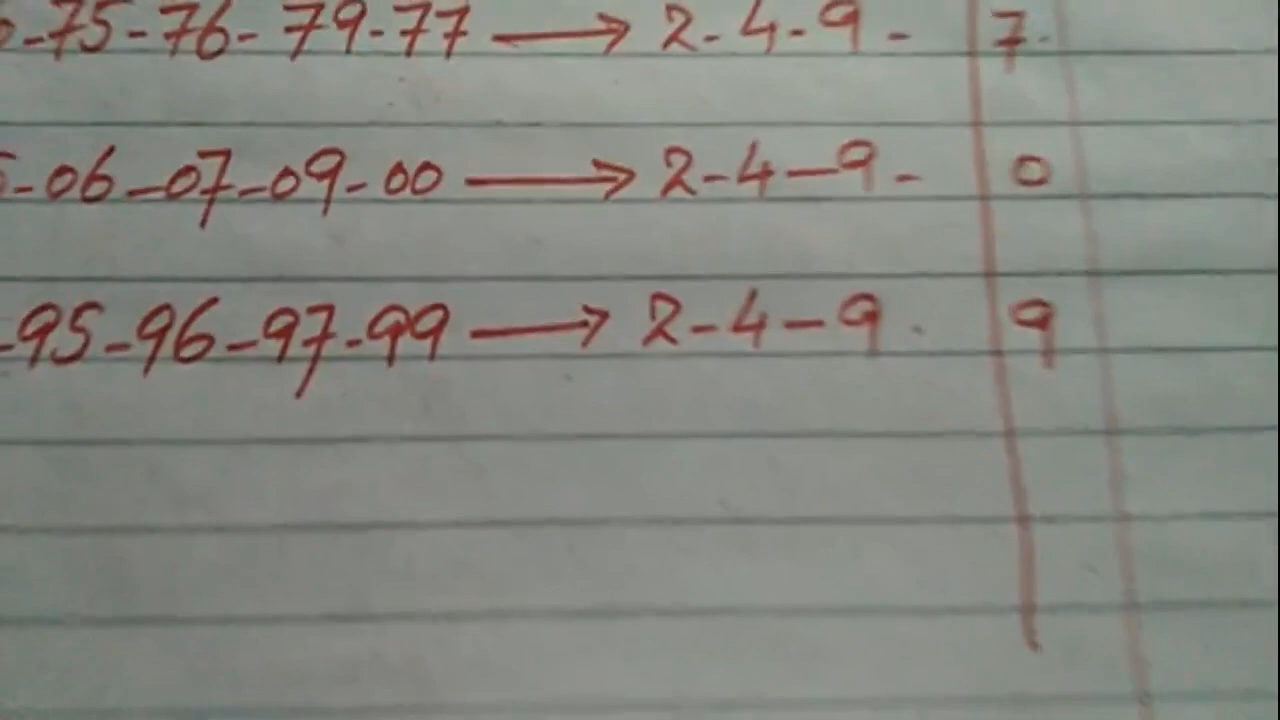 -75-76-79-77 → 2-4-9- 7.
-06-07-09-00 → 2-4-9- 0
-95-96-97-99 → 2-4-9. 9